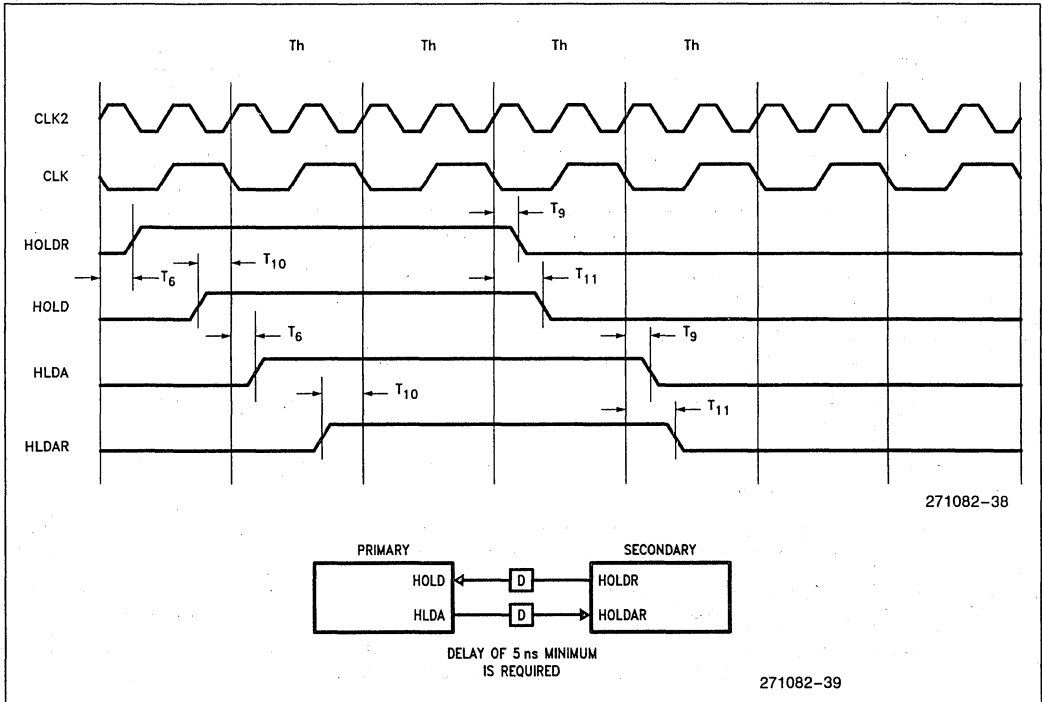 Th Th Th Th
CLK2
CLK
T9
HOLDR
T10
T6
T11
HOLD
T6
T9
HLDA
T10
T11
HLDAR
271082-38
PRIMARY SECONDARY
HOLD D HOLDR
HLDA D HOLDAR
DELAY OF 5 ns MINIMUM
IS REQUIRED
271082-39